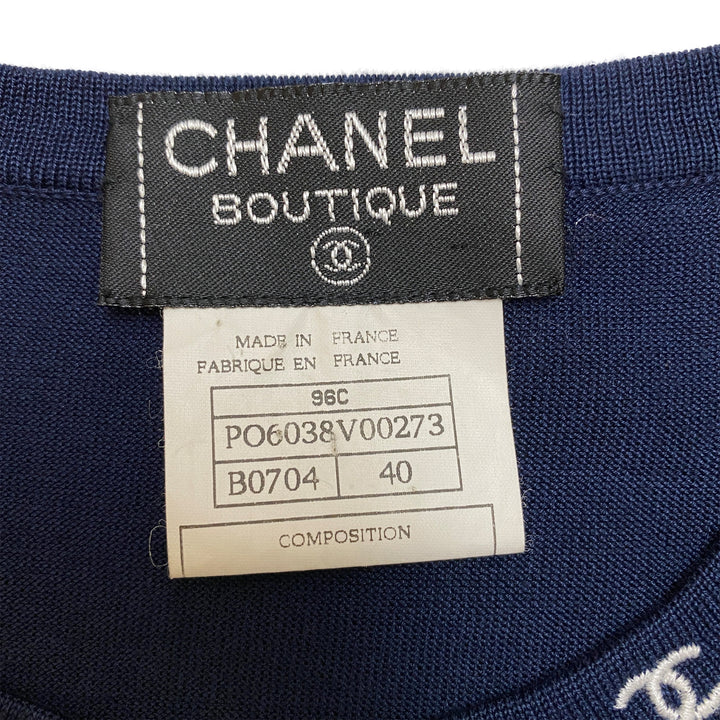 CHANEL
BOUTIQUE
MADE IN FRANCE
FABRIQUE EN FRANCE
96C
PO6038V00273
B0704 40
COMPOSITION